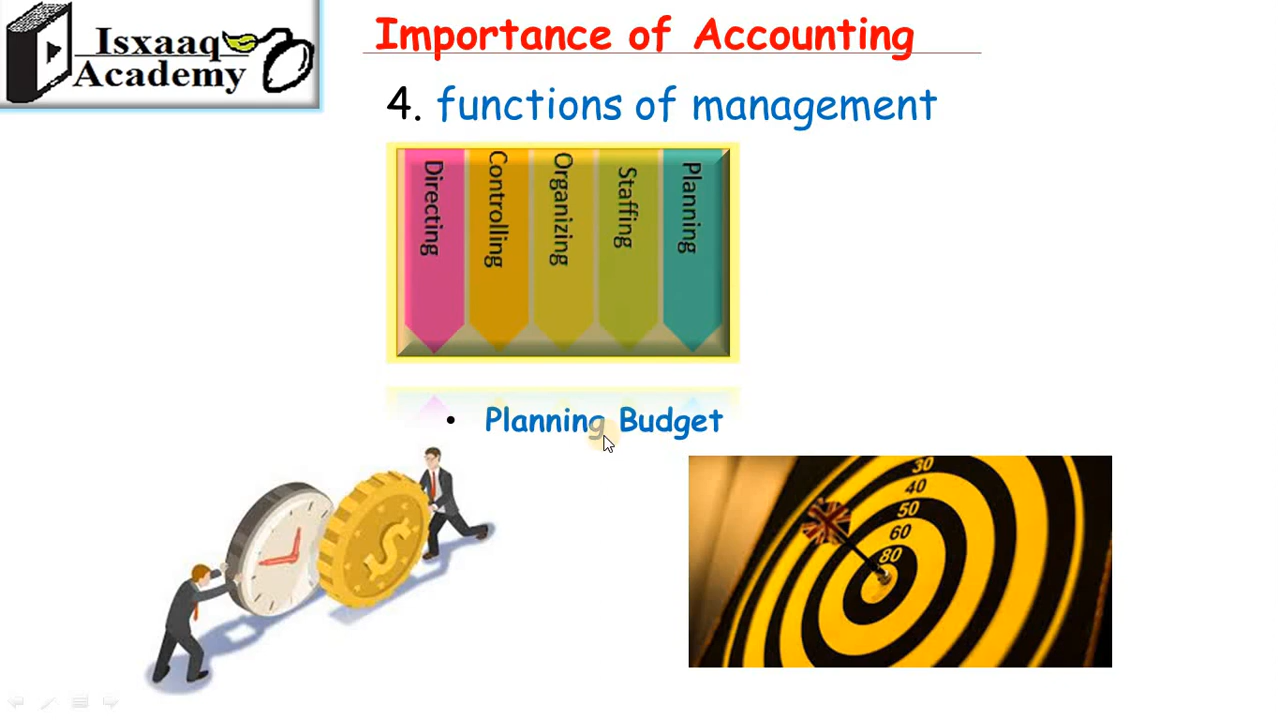 Isxaaq
Academy
Importance of Accounting
4. functions of management
Directing
Controlling
Organizing
Staffing
Planning
• Planning Budget
30
40
50
60
80
$